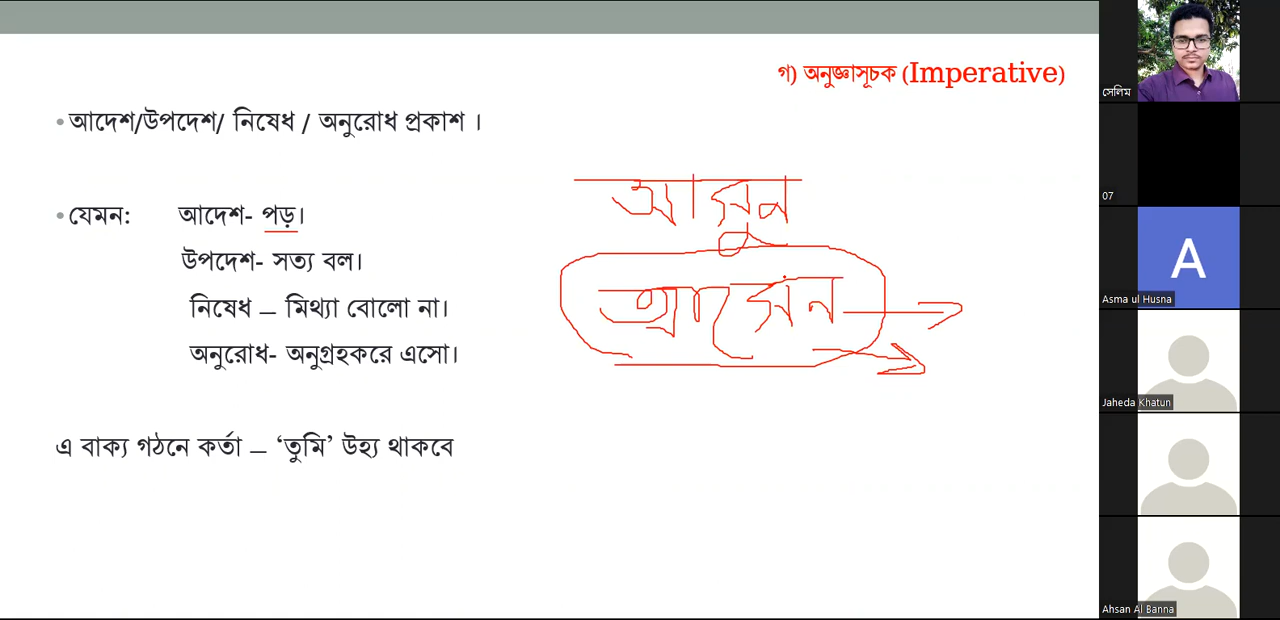 গ) অনুজ্ঞাসূচক (Imperative)
•আদেশ/উপদেশ/ নিষেধ / অনুরোধ প্রকাশ ।
•যেমন: আদেশ- পড়।
উপদেশ- সত্য বল।
নিষেধ – মিথ্যা বোলো না।
অনুরোধ- অনুগ্রহকরে এসো।
এ বাক্য গঠনে কর্তা – ‘তুমি’ উহ্য থাকবে
আসুন
আসেন
সেলিম
07
A
Asma ul Husna
Jaheda Khatun
Ahsan Al Banna